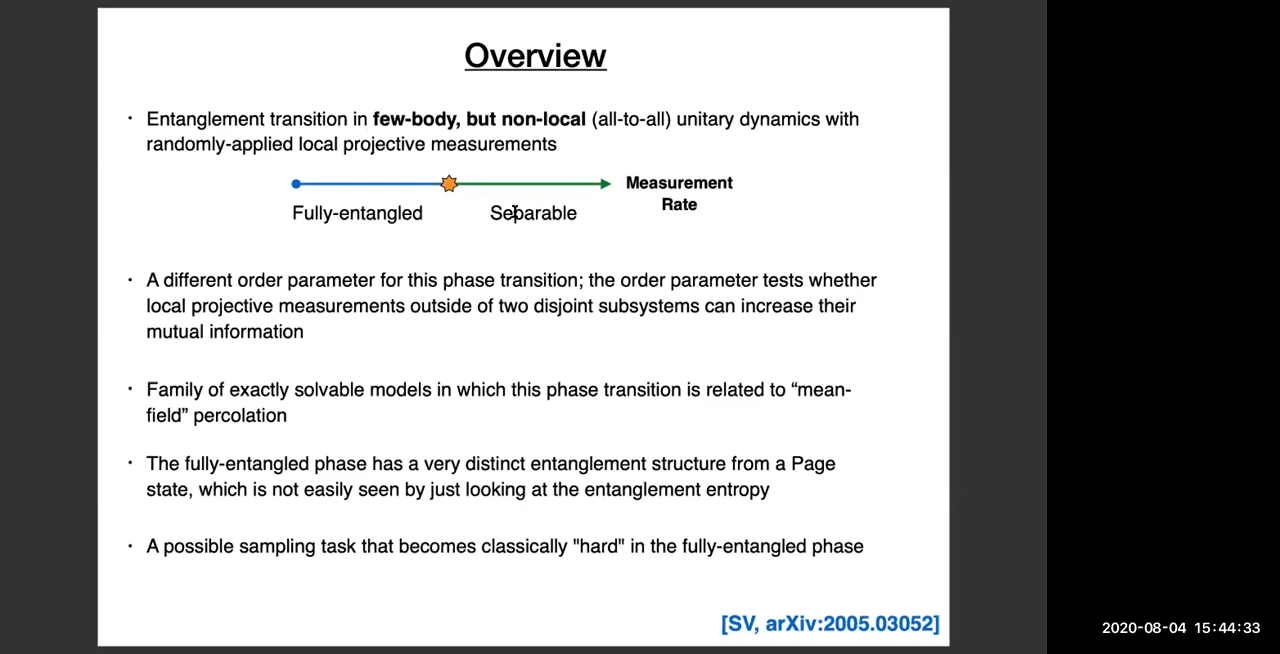 Overview
· Entanglement transition in few-body, but non-local (all-to-all) unitary dynamics with
randomly-applied local projective measurements
Measurement
Rate
Fully-entangled
Separable
· A different order parameter for this phase transition; the order parameter tests whether
local projective measurements outside of two disjoint subsystems can increase their
mutual information
· Family of exactly solvable models in which this phase transition is related to “mean-
field” percolation
· The fully-entangled phase has a very distinct entanglement structure from a Page
state, which is not easily seen by just looking at the entanglement entropy
· A possible sampling task that becomes classically "hard" in the fully-entangled phase
[SV, arXiv:2005.03052]
2020-08-04 15:44:33